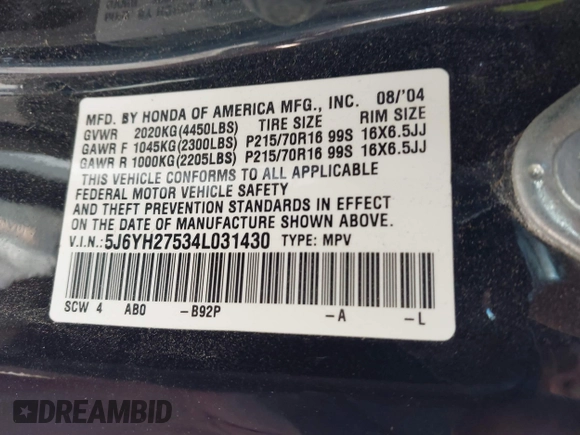 MFD. BY HONDA OF AMERICA MFG., INC. 08/'04
GVWR 2020KG(4450LBS) TIRE SIZE RIM SIZE
GAWR F 1045KG(2300LBS) P215/70R16 99S 16X6.5JJ
GAWR R 1000KG(2205LBS) P215/70R16 99S 16X6.5JJ
THIS VEHICLE CONFORMS TO ALL APPLICABLE
FEDERAL MOTOR VEHICLE SAFETY
AND THEFT PREVENTION STANDARDS IN EFFECT
ON THE DATE OF MANUFACTURE SHOWN ABOVE.
V.I.N.: 5J6YH27534L031430 TYPE: MPV
SCW 4 AB0 -B92P -A -L
DREAMBID